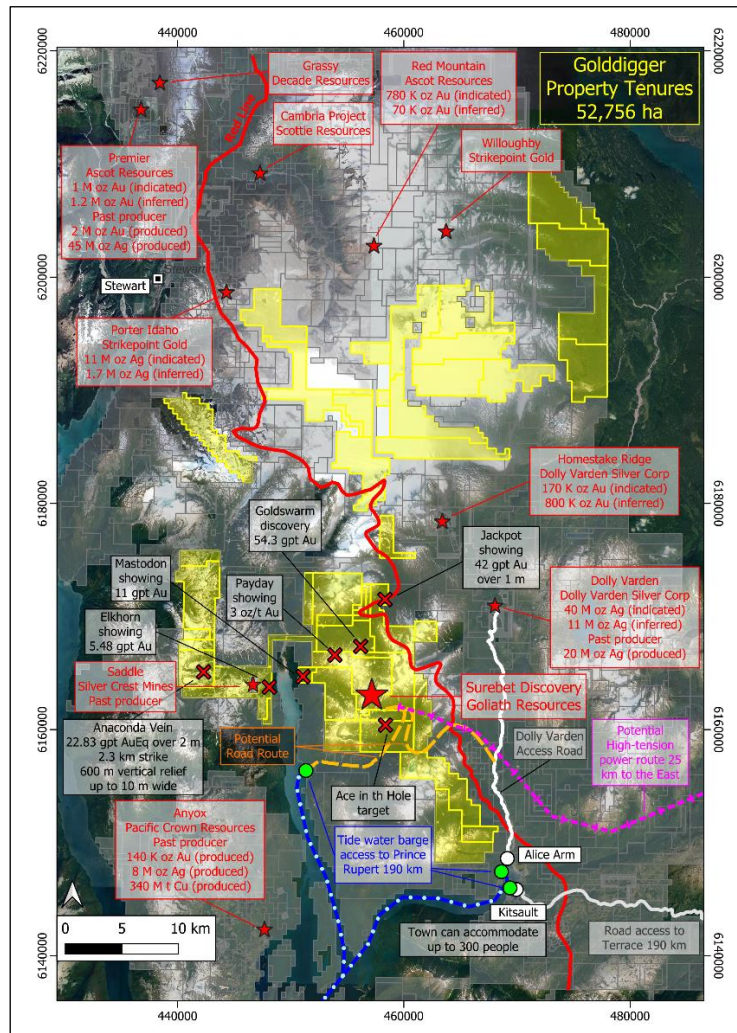 440000
460000
480000
6220000
6220000
Grassy
Decade Resources
Red Mountain
Ascot Resources
780 K oz Au (indicated)
70 K oz Au (inferred)
Golddigger
Property Tenures
52,756 ha
Red Line
Cambria Project
Scottie Resources
Willoughby
Strikepoint Gold
Premier
Ascot Resources
1 M oz Au (indicated)
1.2 M oz Au (inferred)
Past producer
2 M oz Au (produced)
45 M oz Ag (produced)
6200000
6200000
Stewart
Stewart
Porter Idaho
Strikepoint Gold
11 M oz Ag (indicated)
1.7 M oz Ag (inferred)
6180000
6180000
Homestake Ridge
Dolly Varden Silver Corp
170 K oz Au (indicated)
800 K oz Au (inferred)
Goldswarm
discovery
54.3 gpt Au
Jackpot
showing
42 gpt Au
over 1 m
Mastodon
showing
11 gpt Au
Payday
showing
3 oz/t Au
Dolly Varden
Dolly Varden Silver Corp
40 M oz Ag (indicated)
11 M oz Ag (inferred)
Past producer
20 M oz Ag (produced)
Elkhorn
showing
5.48 gpt Au
Saddle
Silver Crest Mines
Past producer
Surebet Discovery
Goliath Resources
6160000
6160000
Anaconda Vein
22.83 gpt AuEq over 2 m
2.3 km strike
600 m vertical relief
up to 10 m wide
Potential
Road Route
Dolly Varden
Access Road
Potential
High-tension
power route 25
km to the East
Ace in th Hole
target
Anyox
Pacific Crown Resources
Past producer
140 K oz Au (produced)
8 M oz Ag (produced)
340 M t Cu (produced)
Tide water barge
access to Prince
Rupert 190 km
Alice Arm
Kitsault
Town can accommodate
up to 300 people
Road access to
Terrace 190 km
0 5 10 km
6140000
6140000
440000
460000
480000